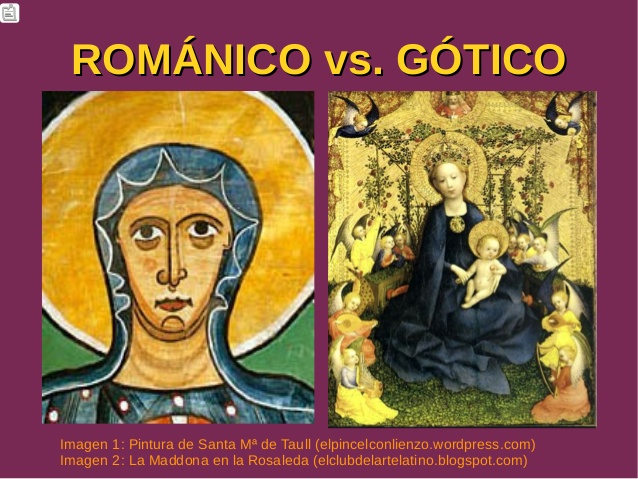 ROMÁNICO vs. GÓTICO
Imagen 1: Pintura de Santa Mª de Taull (elpincelconlienzo.wordpress.com)
Imagen 2: La Maddona en la Rosaleda (elclubdelartelatino.blogspot.com)